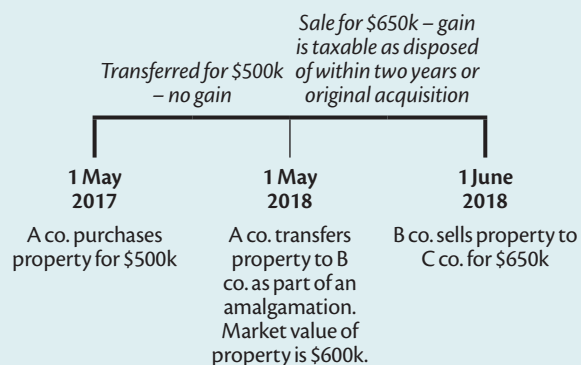 Transferred for $500k
– no gain
Sale for $650k – gain
is taxable as disposed
of within two years or
original acquisition
1 May
2017
A co. purchases
property for $500k
1 May
2018
A co. transfers
property to B
co. as part of an
amalgamation.
Market value of
property is $600k.
1 June
2018
B co. sells property to
C co. for $650k